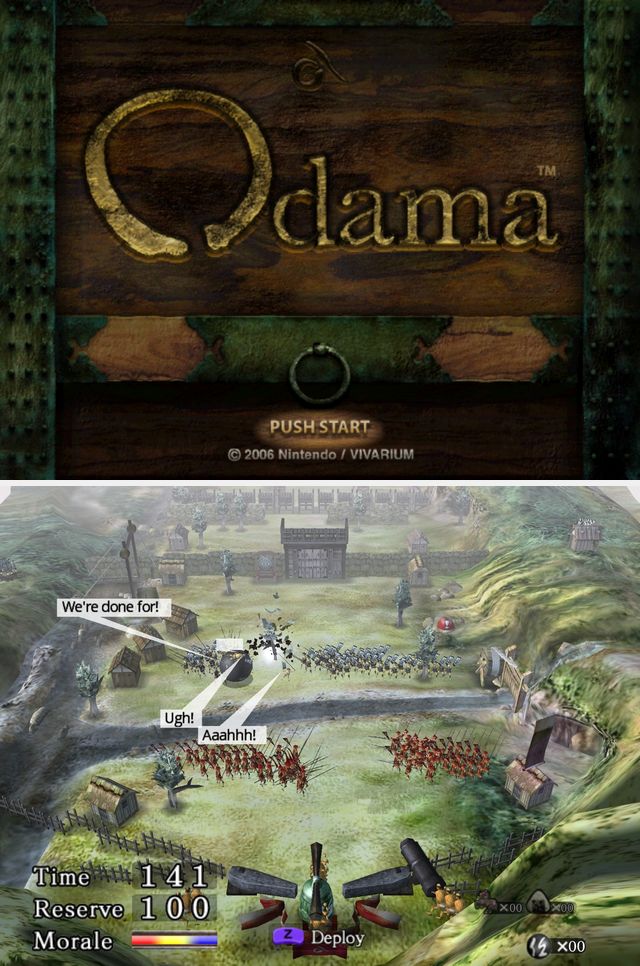 Odama™
PUSH START
© 2006 Nintendo / VIVARIUM
We're done for!
Ugh!
Aaahhh!
Time 141
Reserve 100
Morale
Z Deploy
×00 ×00
×00